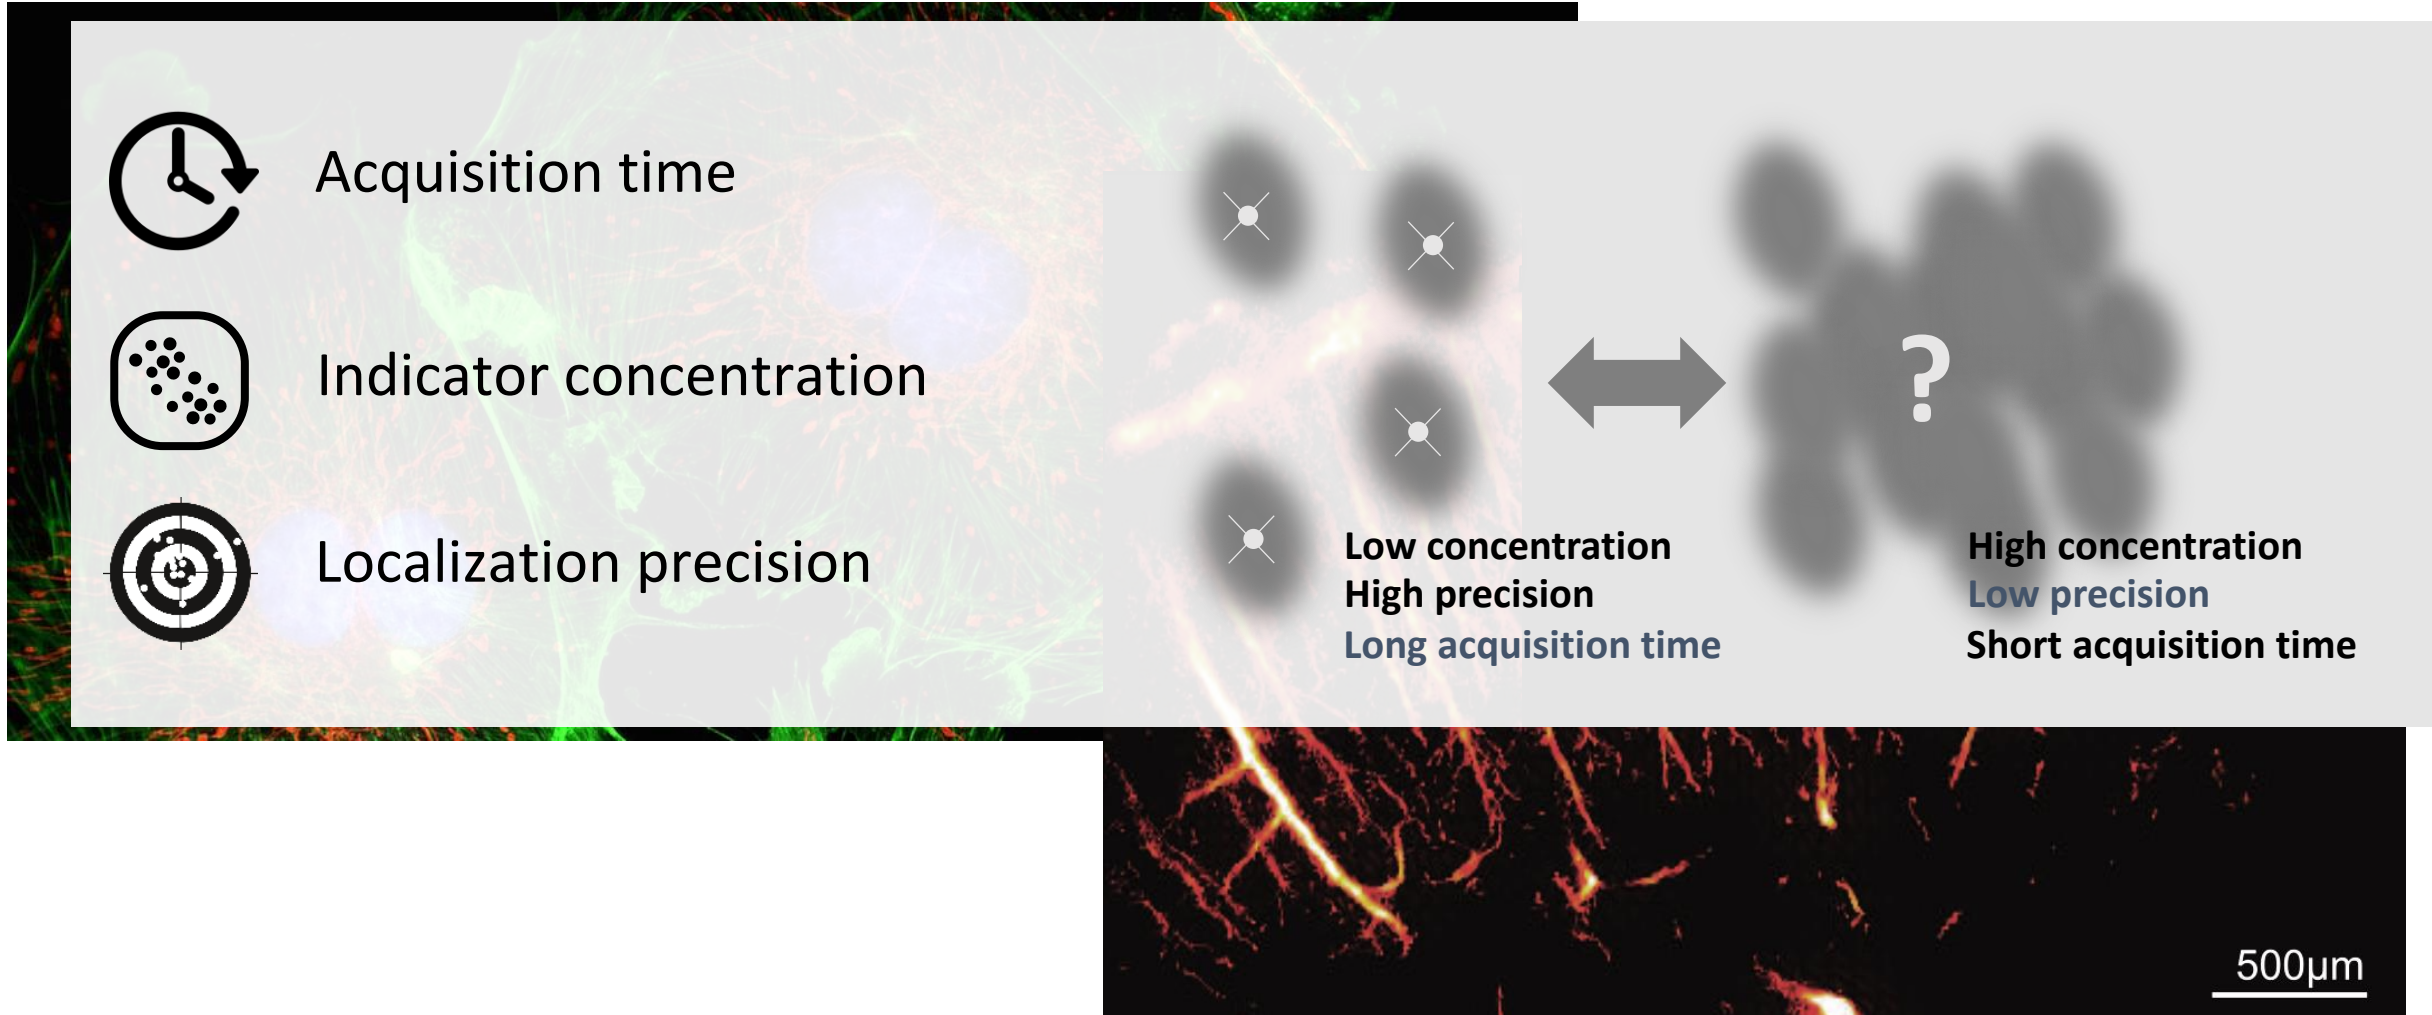 Acquisition time
Indicator concentration
Localization precision
?
Low concentration
High precision
Long acquisition time
High concentration
Low precision
Short acquisition time
500µm